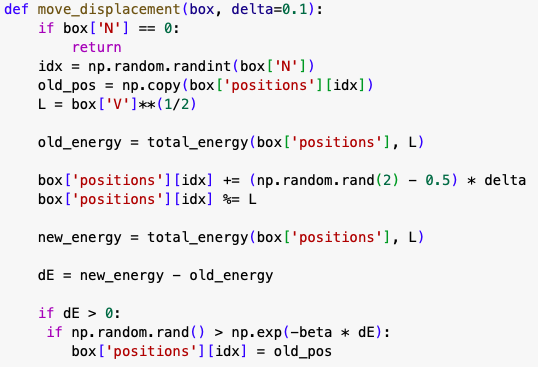 def move_displacement(box, delta=0.1):
    if box['N'] == 0:
        return
    idx = np.random.randint(box['N'])
    old_pos = np.copy(box['positions'][idx])
    L = box['V']**(1/2)

    old_energy = total_energy(box['positions'], L)

    box['positions'][idx] += (np.random.rand(2) - 0.5) * delta
    box['positions'][idx] %= L

    new_energy = total_energy(box['positions'], L)

    dE = new_energy - old_energy

    if dE > 0:
     if np.random.rand() > np.exp(-beta * dE):
        box['positions'][idx] = old_pos